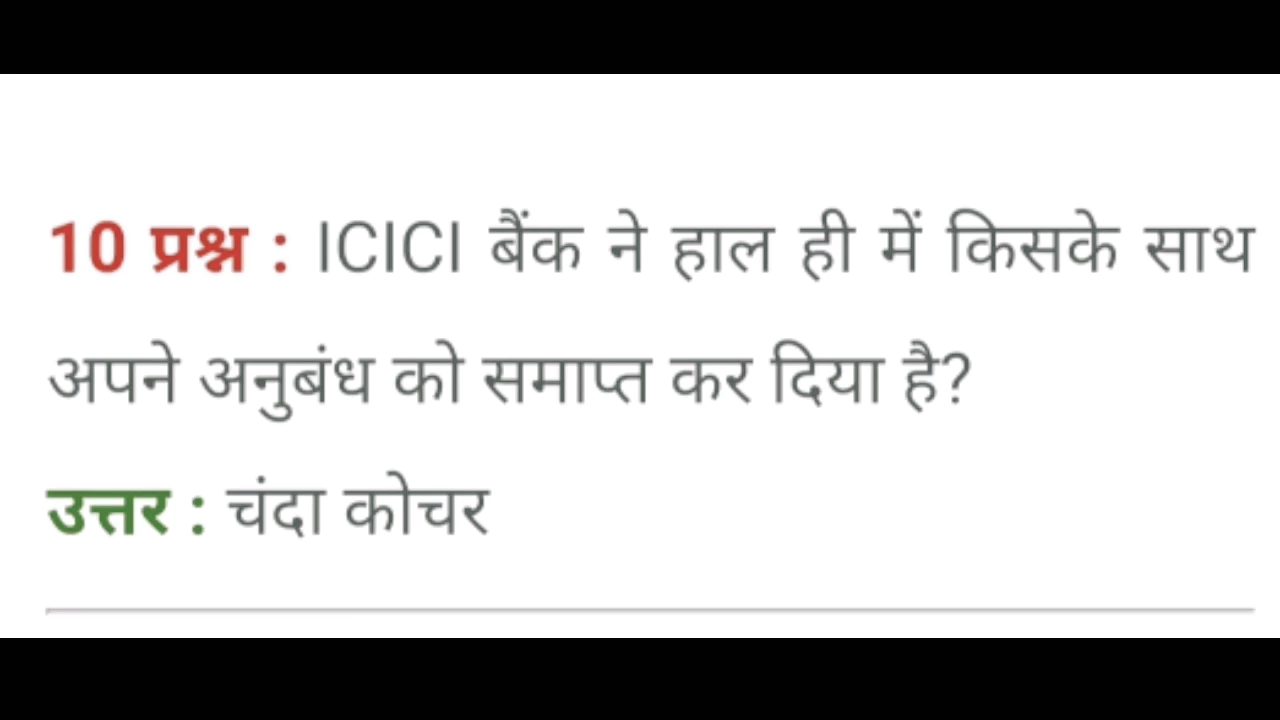 10 प्रश्न : ICICI बैंक ने हाल ही में किसके साथ
अपने अनुबंध को समाप्त कर दिया है?
उत्तर : चंदा कोचर